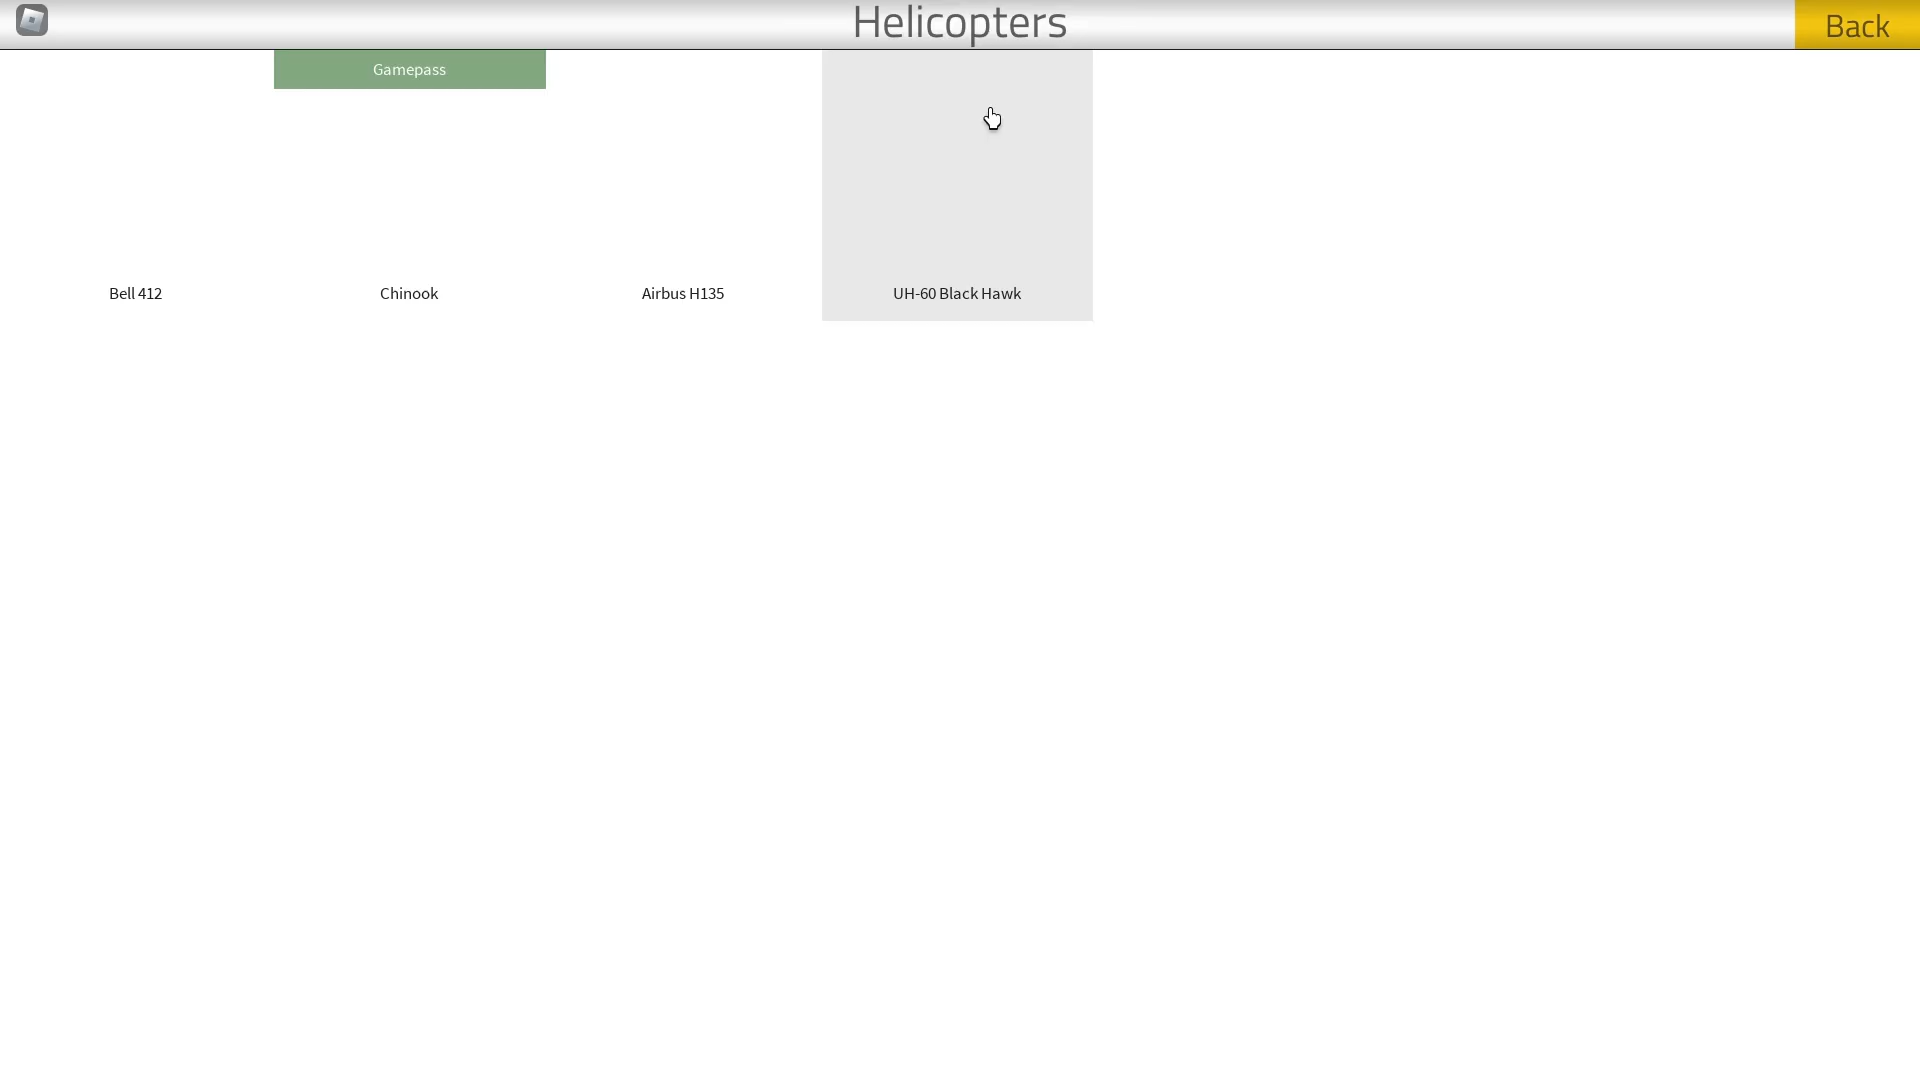 Helicopters
Back
Gamepass
Bell 412
Chinook
Airbus H135
UH-60 Black Hawk